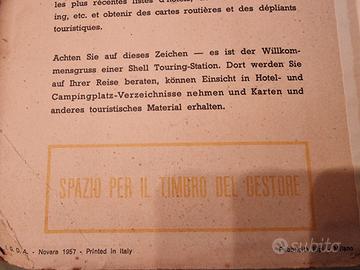 les plus récentes listes d'hôtels,
ing, etc. et obtenir des cartes routières et des dépliants
touristiques.
Achten Sie auf dieses Zeichen — es ist der Willkom-
mensgruss einer Shell Touring-Station. Dort werden Sie
auf Ihrer Reise beraten, können Einsicht in Hotel- und
Campingplatz-Verzeichnisse nehmen und Karten und
anderes touristisches Material erhalten.
SPAZIO PER IL TIMBRO DEL GESTORE
G. D. A. - Novara 1957 - Printed in Italy
subito